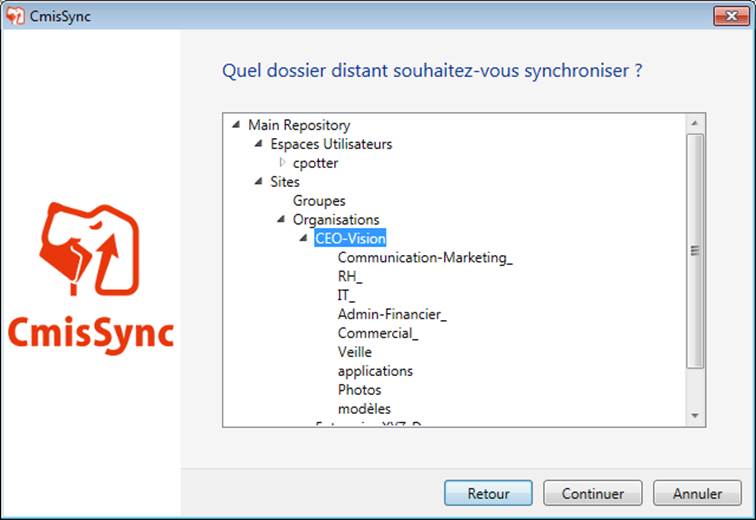 CmisSync
Quel dossier distant souhaitez-vous synchroniser ?
Main Repository
Espaces Utilisateurs
cpotter
Sites
Groupes
Organisations
CEO-Vision
Communication-Marketing_
RH_
IT_
Admin-Financier_
Commercial_
Veille
applications
Photos
modèles
CmisSync
Retour
Continuer
Annuler